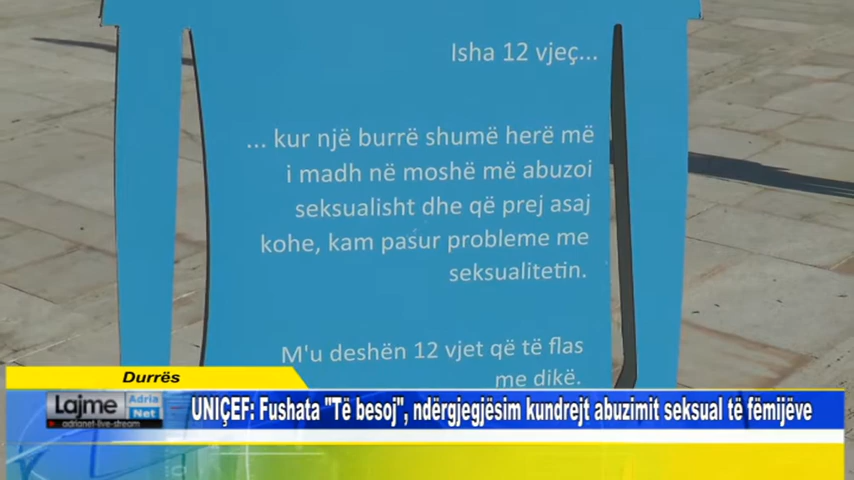 Isha 12 vjeç...
... kur një burrë shumë herë më
i madh në moshë më abuzoi
seksualisht dhe që prej asaj
kohe, kam pasur probleme me
seksualitetin.
M'u deshën 12 vjet që të flas
me dikë.
Durrës
Lajme Adria Net
adrianet-live-stream
UNIÇEF: Fushata "Të besoj", ndërgjegjësim kundrejt abuzimit seksual të fëmijëve